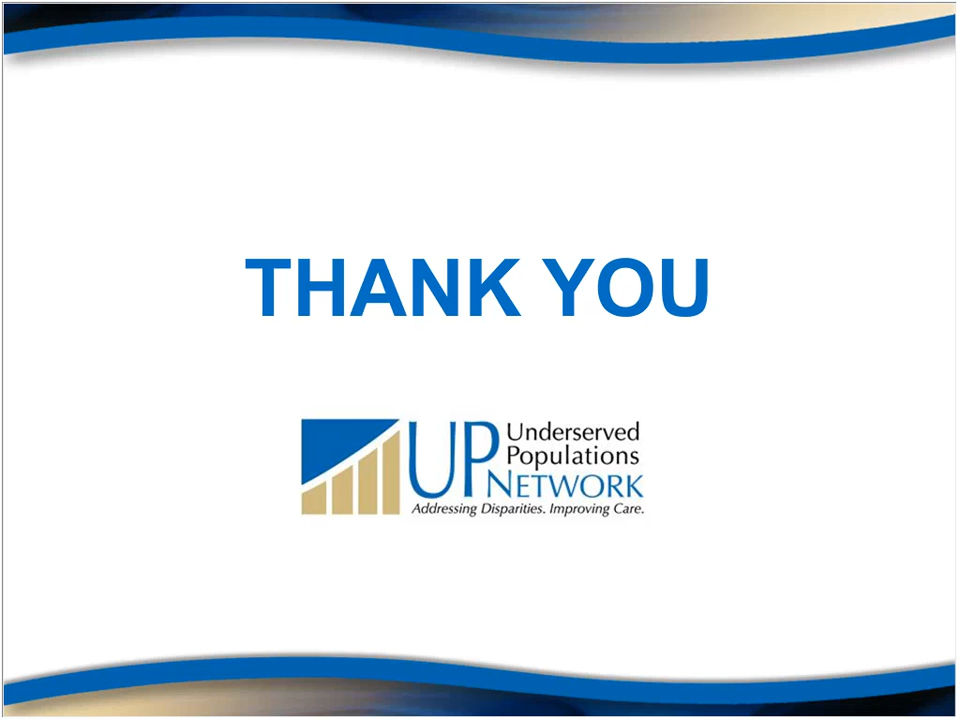 THANK YOU
UP Underserved
Populations
NETWORK
Addressing Disparities. Improving Care.